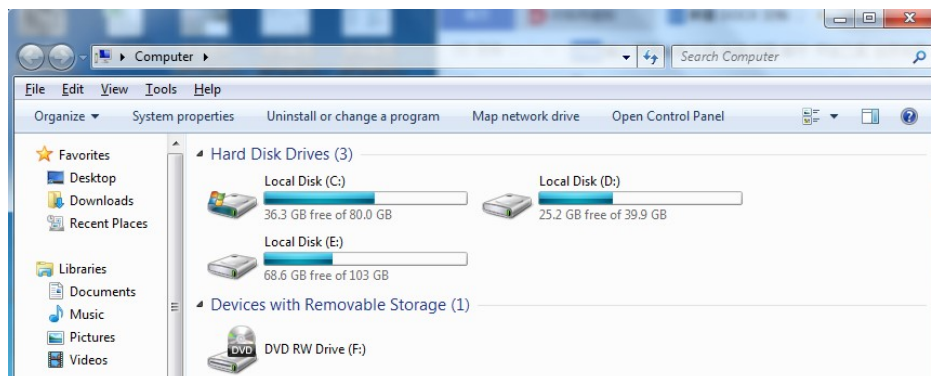 Computer
Search Computer
File Edit View Tools Help
Organize System properties Uninstall or change a program Map network drive Open Control Panel
Favorites
Desktop
Downloads
Recent Places
Libraries
Documents
Music
Pictures
Videos
Hard Disk Drives (3)
Local Disk (C:)
36.3 GB free of 80.0 GB
Local Disk (D:)
25.2 GB free of 39.9 GB
Local Disk (E:)
68.6 GB free of 103 GB
Devices with Removable Storage (1)
DVD
DVD RW Drive (F:)